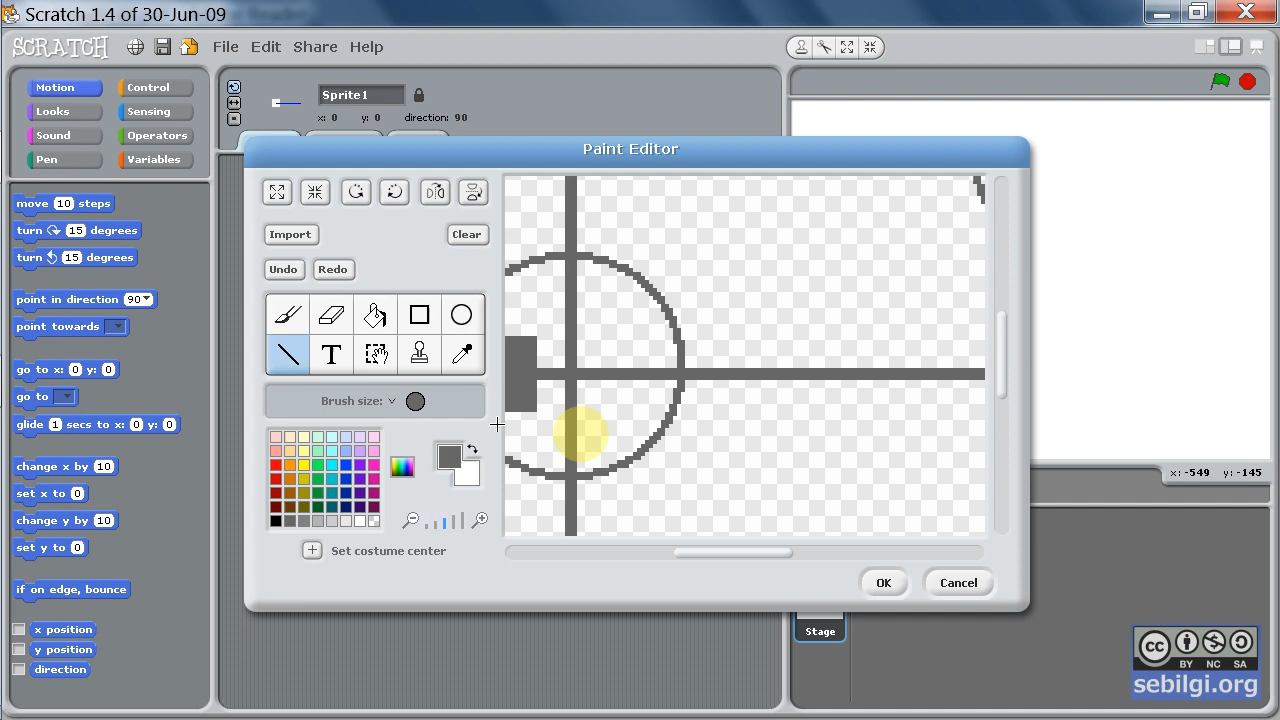 Scratch 1.4 of 30-Jun-09
SCRATCH File Edit Share Help
Motion Control
Looks Sensing
Sound Operators
Pen Variables
Sprite1
x: 0 y: 0 direction: 90
Paint Editor
move 10 steps
turn 15 degrees
turn 15 degrees
point in direction 90
point towards
go to x: 0 y: 0
go to
glide 1 secs to x: 0 y: 0
change x by 10
set x to 0
change y by 10
set y to 0
if on edge, bounce
x position
y position
direction
Import Clear
Undo Redo
T
Brush size:
+ Set costume center
OK Cancel
x: -549 y: -145
Stage
cc
BY NC SA
sebilgi.org